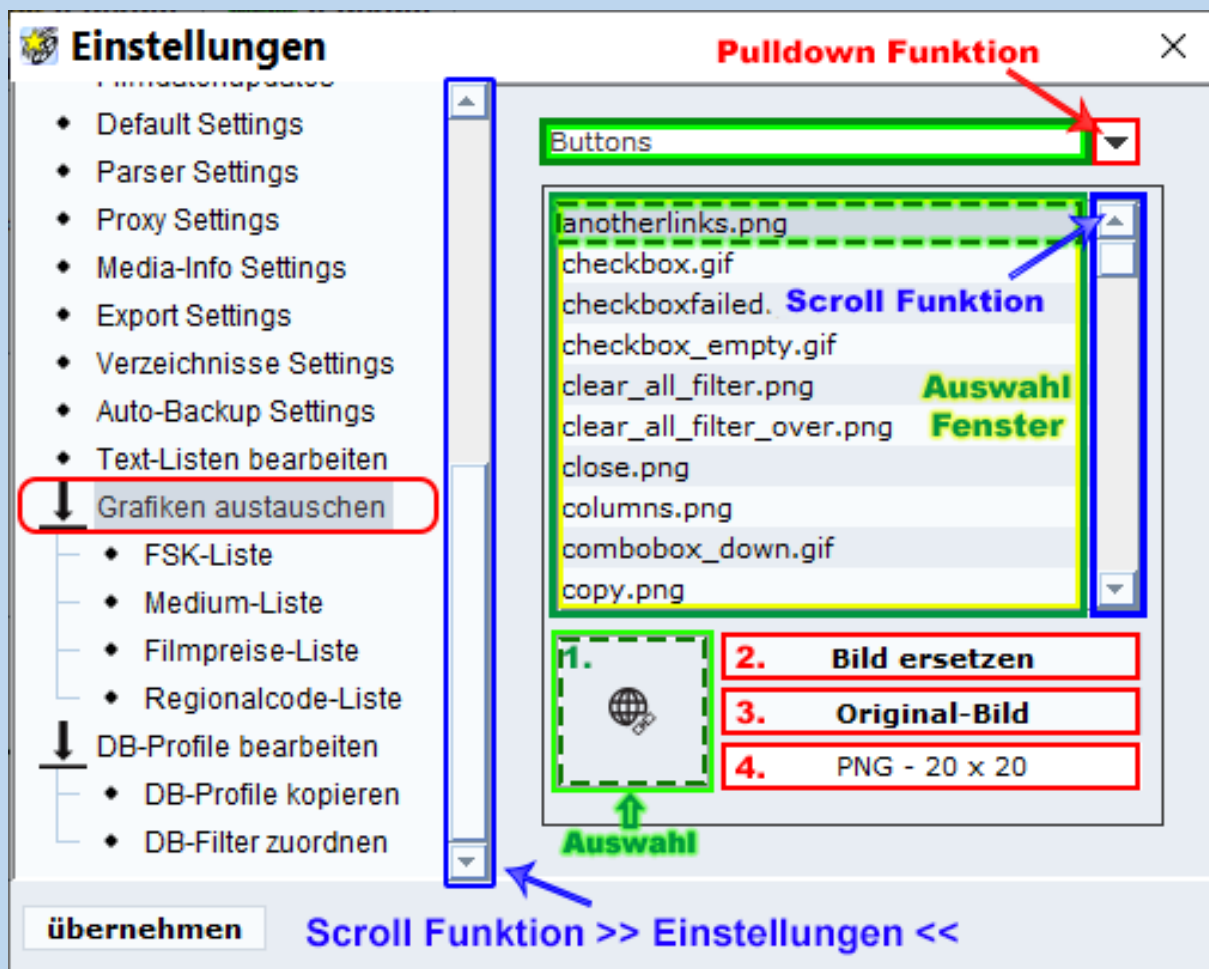 Einstellungen
Pulldown Funktion
Default Settings
Parser Settings
Proxy Settings
Media-Info Settings
Export Settings
Verzeichnisse Settings
Auto-Backup Settings
Text-Listen bearbeiten
Grafiken austauschen
FSK-Liste
Medium-Liste
Filmpreise-Liste
Regionalcode-Liste
DB-Profile bearbeiten
DB-Profile kopieren
DB-Filter zuordnen
Buttons
anotherlinks.png
checkbox.gif
checkboxfailed.
Scroll Funktion
checkbox_empty.gif
clear_all_filter.png
clear_all_filter_over.png
Auswahl
Fenster
close.png
columns.png
combobox_down.gif
copy.png
1.
2. Bild ersetzen
3. Original-Bild
4. PNG - 20 x 20
Auswahl
übernehmen
Scroll Funktion >> Einstellungen <<